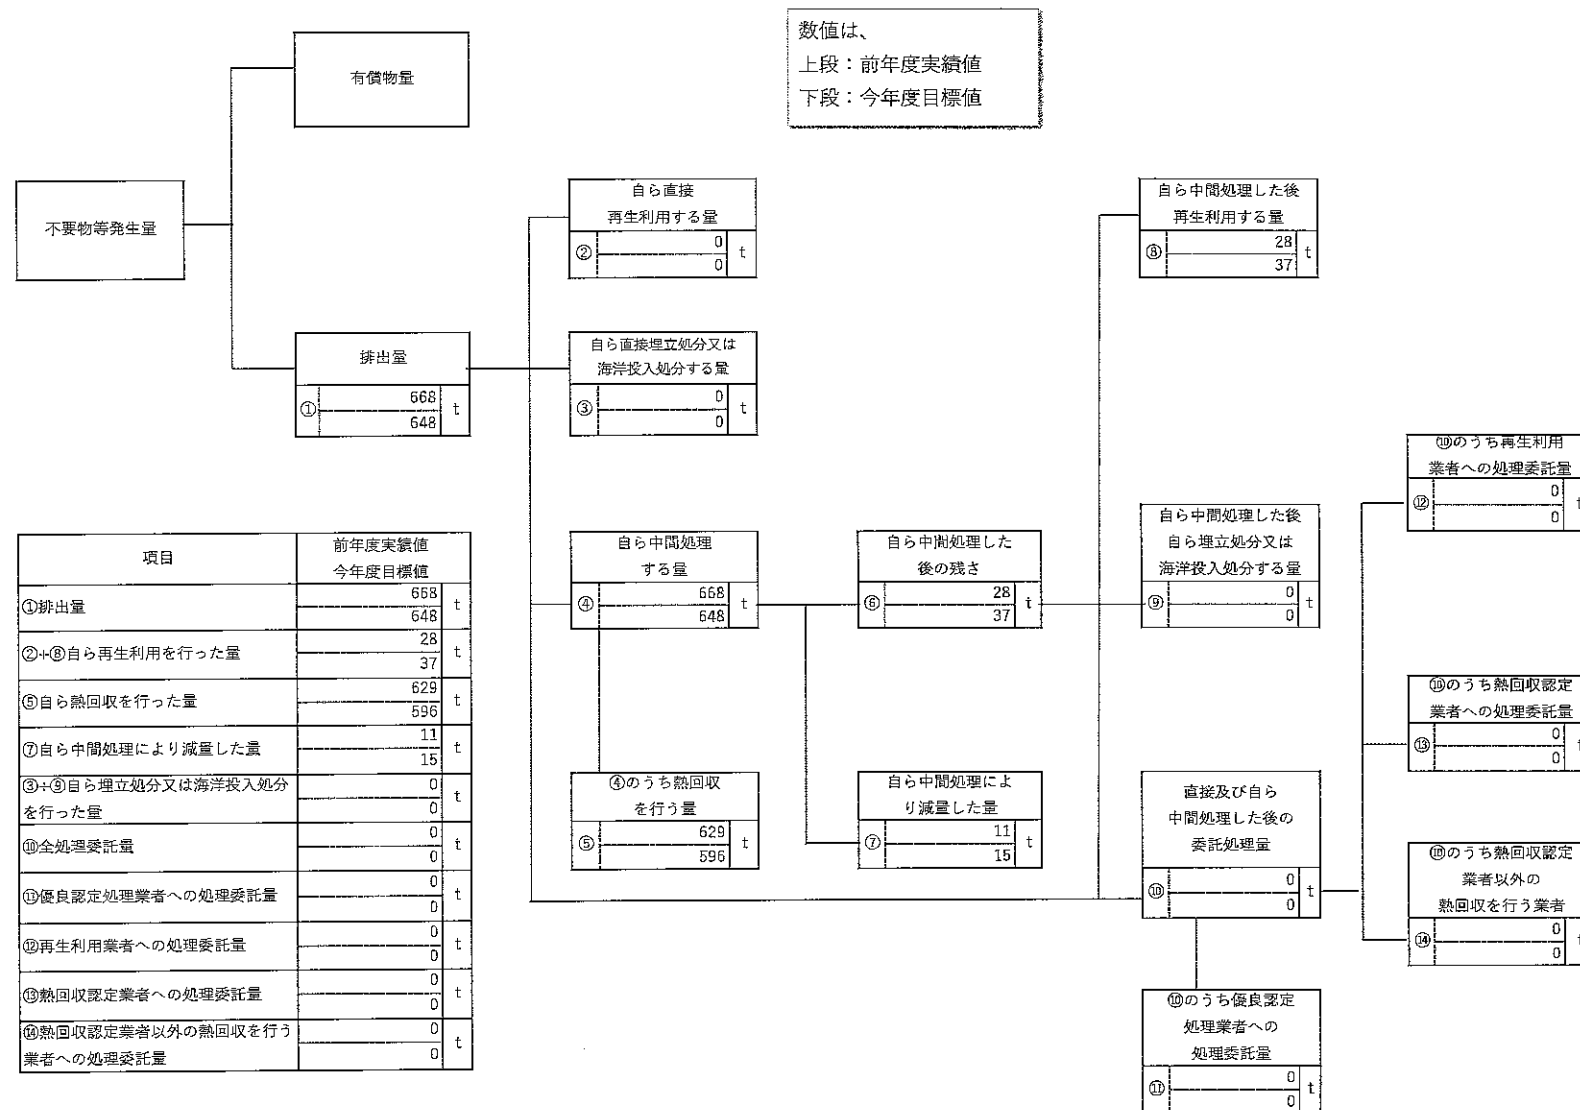 数値は、
上段：前年度実績値
下段：今年度目標値
有償物量
不要物等発生量
排出量
①
668
648
t
自ら直接
再生利用する量
②
0
0
t
自ら直接埋立処分又は
海洋投入処分する量
③
0
0
t
自ら中間処理
する量
④
668
648
t
④のうち熱回収
を行う量
⑤
629
596
t
自ら中間処理した
後の残さ
⑥
28
37
t
自ら中間処理によ
り減量した量
⑦
11
15
t
自ら中間処理した後
再生利用する量
⑧
28
37
t
自ら中間処理した後
自ら埋立処分又は
海洋投入処分する量
⑨
0
0
t
直接及び自ら
中間処理した後の
委託処理量
⑩
0
0
t
⑩のうち優良認定
処理業者への
処理委託量
⑪
0
0
t
⑩のうち再生利用
業者への処理委託量
⑫
0
0
t
⑩のうち熱回収認定
業者への処理委託量
⑬
0
0
t
⑩のうち熱回収認定
業者以外の
熱回収を行う業者
⑭
0
0
t
項目
前年度実績値
今年度目標値
①排出量
668
648
t
②+⑧自ら再生利用を行った量
28
37
t
⑤自ら熱回収を行った量
629
596
t
⑦自ら中間処理により減量した量
11
15
t
③+⑨自ら埋立処分又は海洋投入処分
を行った量
0
0
t
⑩全処理委託量
0
0
t
⑪優良認定処理業者への処理委託量
0
0
t
⑫再生利用業者への処理委託量
0
0
t
⑬熱回収認定業者への処理委託量
0
0
t
⑭熱回収認定業者以外の熱回収を行う
業者への処理委託量
0
0
t